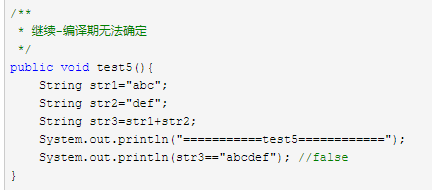 /**
 * 继续-编译期无法确定
 */
public void test5(){
    String str1="abc";
    String str2="def";
    String str3=str1+str2;
    System.out.println("===========test5============");
    System.out.println(str3=="abcdef"); //false
}